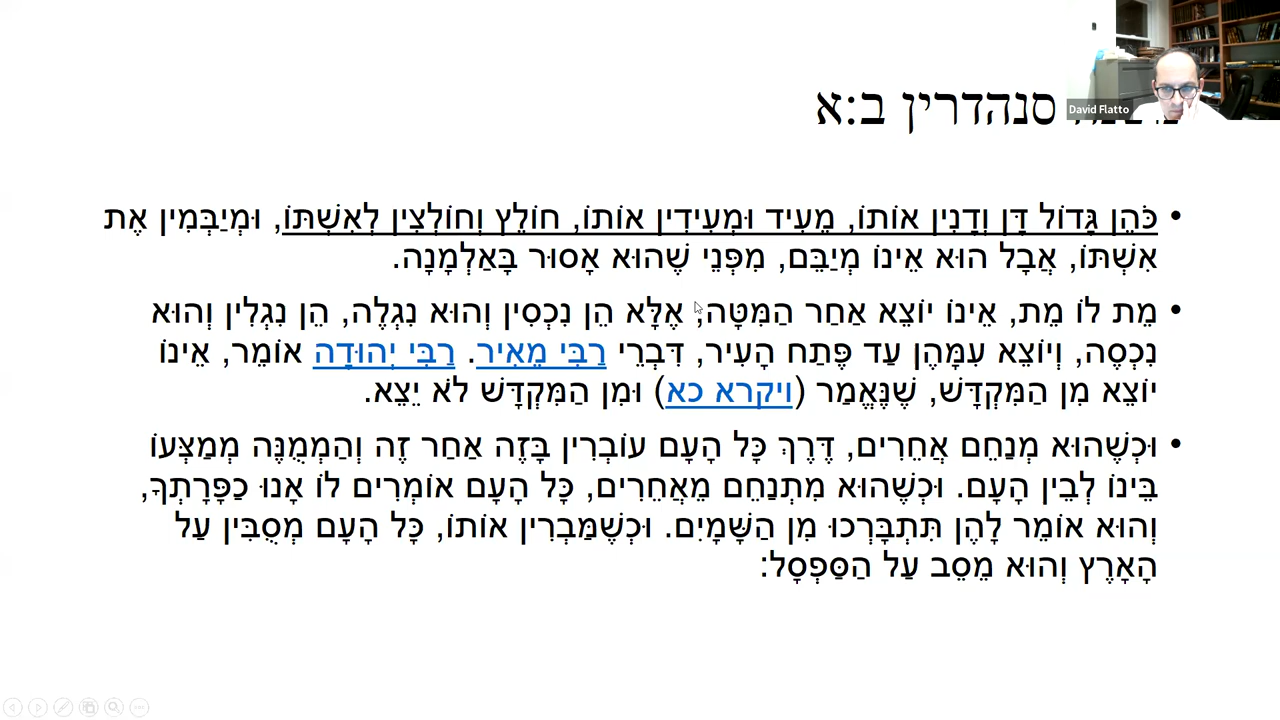 סנהדרין ב:א
David Flatto
• כֹּהֵן גָּדוֹל דָּן וְדָנִין אוֹתוֹ, מֵעִיד וּמְעִידִין אוֹתוֹ, חוֹלֵץ וְחוֹלְצִין לְאִשְׁתּוֹ, וּמְיַבְּמִין אֶת
אִשְׁתּוֹ, אֲבָל הוּא אֵינוֹ מְיַבֵּם, מִפְּנֵי שֶׁהוּא אָסוּר בָּאַלְמָנָה.
• מֵת לוֹ מֵת, אֵינוֹ יוֹצֵא אַחַר הַמִּטָּה, אֶלָּא הֵן נִכְסִין וְהוּא נִגְלֶה, הֵן נִגְלִין וְהוּא
נִכְסֶה, וְיוֹצֵא עִמָּהֶן עַד פֶּתַח הָעִיר, דִּבְרֵי רַבִּי מֵאִיר. רַבִּי יְהוּדָה אוֹמֵר, אֵינוֹ
יוֹצֵא מִן הַמִּקְדָּשׁ, שֶׁנֶּאֱמַר (ויקרא כא) וּמִן הַמִּקְדָּשׁ לֹא יֵצֵא.
• וּכְשֶׁהוּא מְנַחֵם אֲחֵרִים, דֶּרֶךְ כָּל הָעָם עוֹבְרִין בָּזֶה אַחַר זֶה וְהַמְמֻנֶּה מְמַצְּעוֹ
בֵּינוֹ לְבֵין הָעָם. וּכְשֶׁהוּא מִתְנַחֵם מֵאֲחֵרִים, כָּל הָעָם אוֹמְרִים לוֹ אָנוּ כַפָּרָתְךָ,
וְהוּא אוֹמֵר לָהֶן תִּתְבָּרְכוּ מִן הַשָּׁמָיִם. וּכְשֶׁמַּבְרִין אוֹתוֹ, כָּל הָעָם מְסֻבִּין עַל
הָאָרֶץ וְהוּא מֵסֵב עַל הַסַּפְסָל: